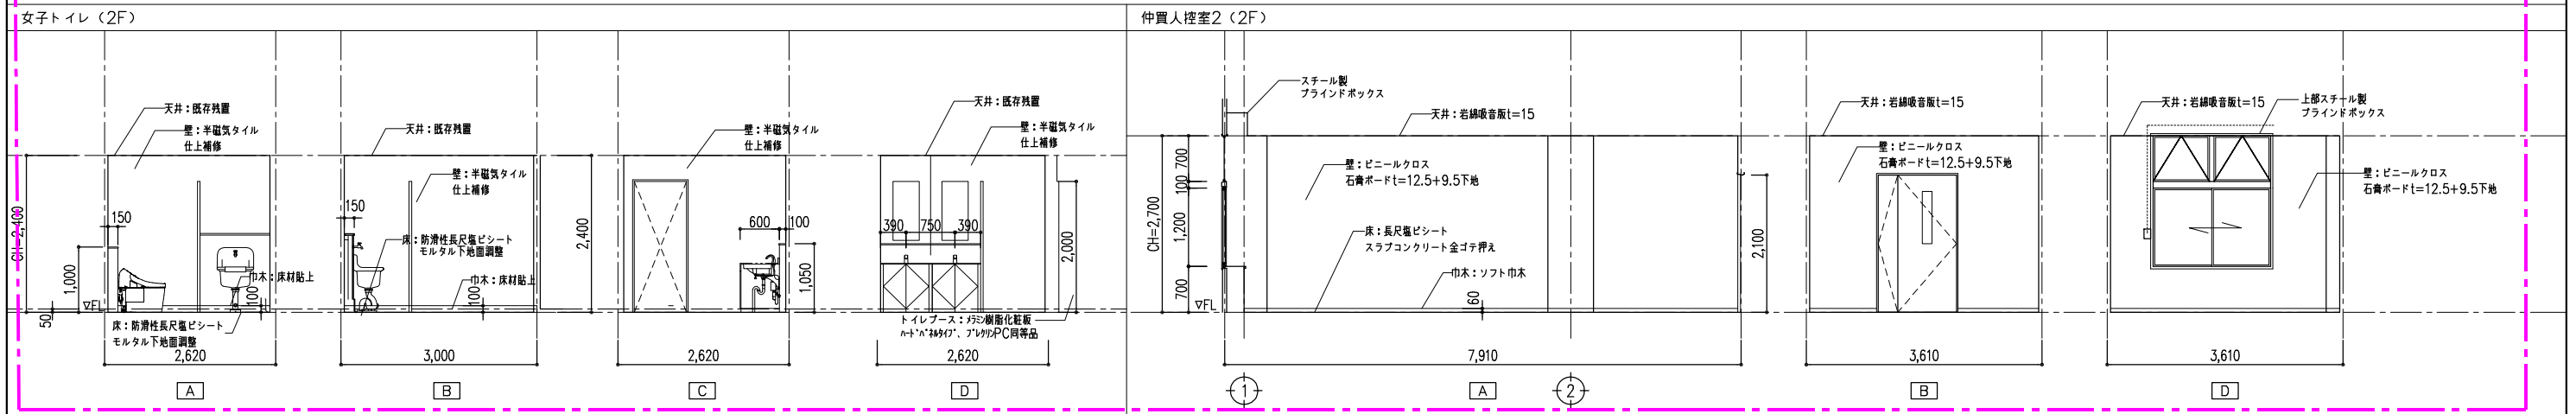 女子トイレ（2F）
天井：既存残置
壁：半磁気タイル
仕上補修
CH=2,400
150
1,000
▽FL
50
巾木：床材貼上
100
床：防滑性長尺塩ビシート
モルタル下地面調整
2,620
A
天井：既存残置
壁：半磁気タイル
仕上補修
150
床：防滑性長尺塩ビシート
モルタル下地面調整
巾木：床材貼上
100
2,400
3,000
B
壁：半磁気タイル
仕上補修
600
100
1,050
2,620
C
天井：既存残置
壁：半磁気タイル
仕上補修
390
750
390
2,000
トイレブース：メラミン樹脂化粧板
ハードパネルタイプ、フレクリンPC同等品
2,620
D
仲買人控室2（2F）
スチール製
ブラインドボックス
天井：岩綿吸音版t=15
壁：ビニールクロス
石膏ボードt=12.5+9.5下地
CH=2,700
700
100
1,200
700
▽FL
床：長尺塩ビシート
スラブコンクリート金ゴテ押え
巾木：ソフト巾木
60
7,910
1
A
2
天井：岩綿吸音版t=15
壁：ビニールクロス
石膏ボードt=12.5+9.5下地
2,100
3,610
B
天井：岩綿吸音版t=15
上部スチール製
ブラインドボックス
壁：ビニールクロス
石膏ボードt=12.5+9.5下地
3,610
D